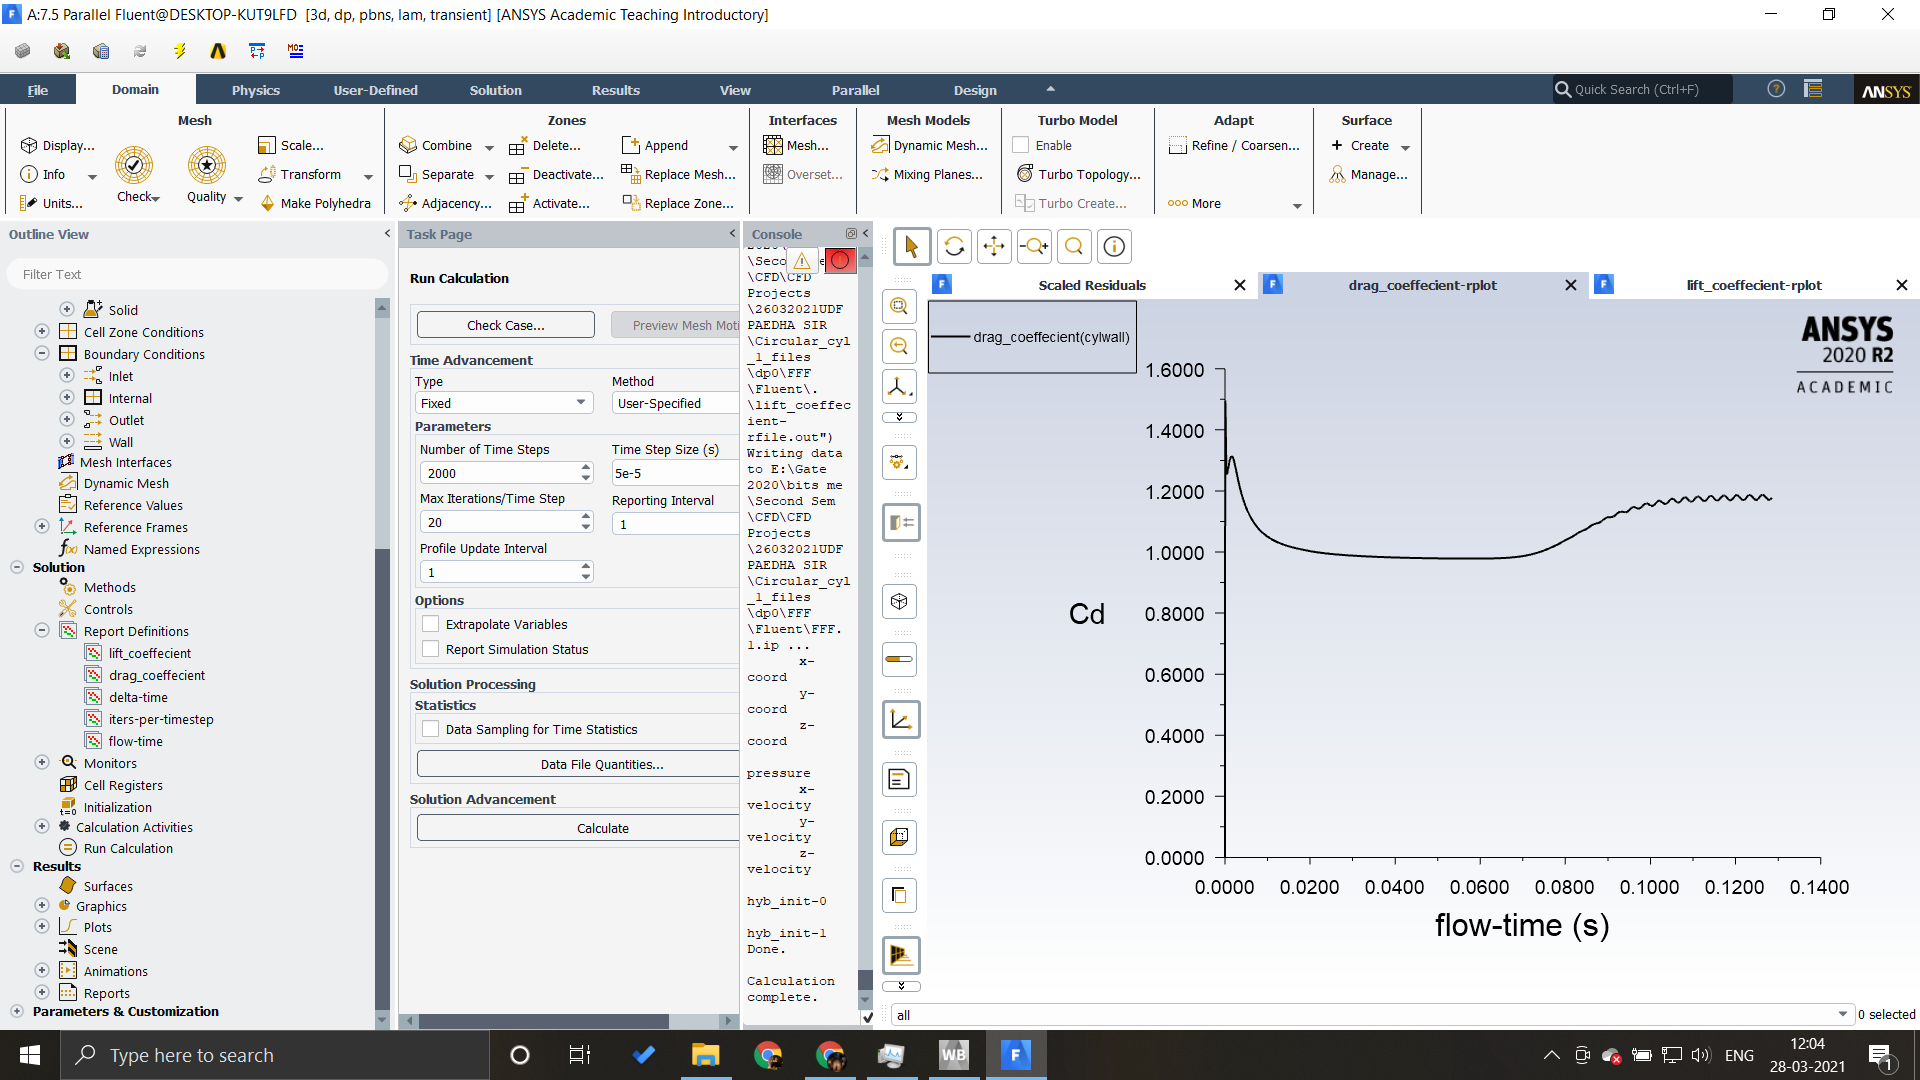 A:7.5 Parallel Fluent@DESKTOP-KUT9LFD [3d, dp, pbns, lam, transient] [ANSYS Academic Teaching Introductory]
File Domain Physics User-Defined Solution Results View Parallel Design Quick Search (Ctrl+F) ANSYS
Mesh Zones Interfaces Mesh Models Turbo Model Adapt Surface
Display... Scale... Combine Delete... Append Mesh... Dynamic Mesh... Enable Refine / Coarsen... Create
Info Transform Separate Deactivate... Replace Mesh... Overset... Mixing Planes... Turbo Topology... Manage...
Check Quality
Units... Make Polyhedra Adjacency... Activate... Replace Zone... Turbo Create... More
Outline View
Filter Text
Solid
Cell Zone Conditions
Boundary Conditions
Inlet
Internal
Outlet
Wall
Mesh Interfaces
Dynamic Mesh
Reference Values
Reference Frames
Named Expressions
Solution
Methods
Controls
Report Definitions
lift_coeffecient
drag_coeffecient
delta-time
iters-per-timestep
flow-time
Monitors
Cell Registers
Initialization
Calculation Activities
Run Calculation
Results
Surfaces
Graphics
Plots
Scene
Animations
Reports
Parameters & Customization
Task Page
Run Calculation
Check Case... Preview Mesh Moti
Time Advancement
Type Method
Fixed User-Specified
Parameters
Number of Time Steps Time Step Size (s)
2000 5e-5
Max Iterations/Time Step Reporting Interval
20 1
Profile Update Interval
1
Options
Extrapolate Variables
Report Simulation Status
Solution Processing
Statistics
Data Sampling for Time Statistics
Data File Quantities...
Solution Advancement
Calculate
Console
\CFD\CFD
Projects
\26032021UDF
PAEDHA SIR
\Circular_cyl
_1_files
\dp0\FFF
\Fluent\.
\lift_coeffec
ient-
rfile.out")
Writing data
to E:\Gate
2020\bits me
\Second Sem
\CFD\CFD
Projects
\26032021UDF
PAEDHA SIR
\Circular_cyl
_1_files
\dp0\FFF
\Fluent\FFF.
1.ip ...
x-
coord
y-
coord
z-
coord
pressure
x-
velocity
y-
velocity
z-
velocity
hyb_init-0
hyb_init-1
Done.
Calculation
complete.
Scaled Residuals drag_coeffecient-rplot lift_coeffecient-rplot
drag_coeffecient(cylwall)
ANSYS
2020 R2
ACADEMIC
1.6000
1.4000
1.2000
1.0000
0.8000
0.6000
0.4000
0.2000
0.0000
Cd
0.0000 0.0200 0.0400 0.0600 0.0800 0.1000 0.1200 0.1400
flow-time (s)
all 0 selected
Type here to search
WB
ENG
12:04
28-03-2021
1